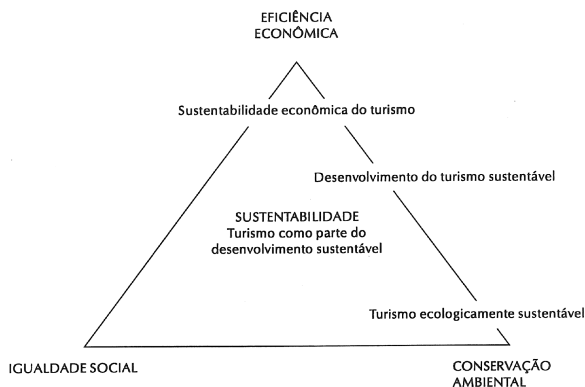 EFICIÊNCIA
ECONÔMICA
Sustentabilidade econômica do turismo
Desenvolvimento do turismo sustentável
SUSTENTABILIDADE
Turismo como parte do
desenvolvimento sustentável
Turismo ecologicamente sustentável
IGUALDADE SOCIAL
CONSERVAÇÃO
AMBIENTAL